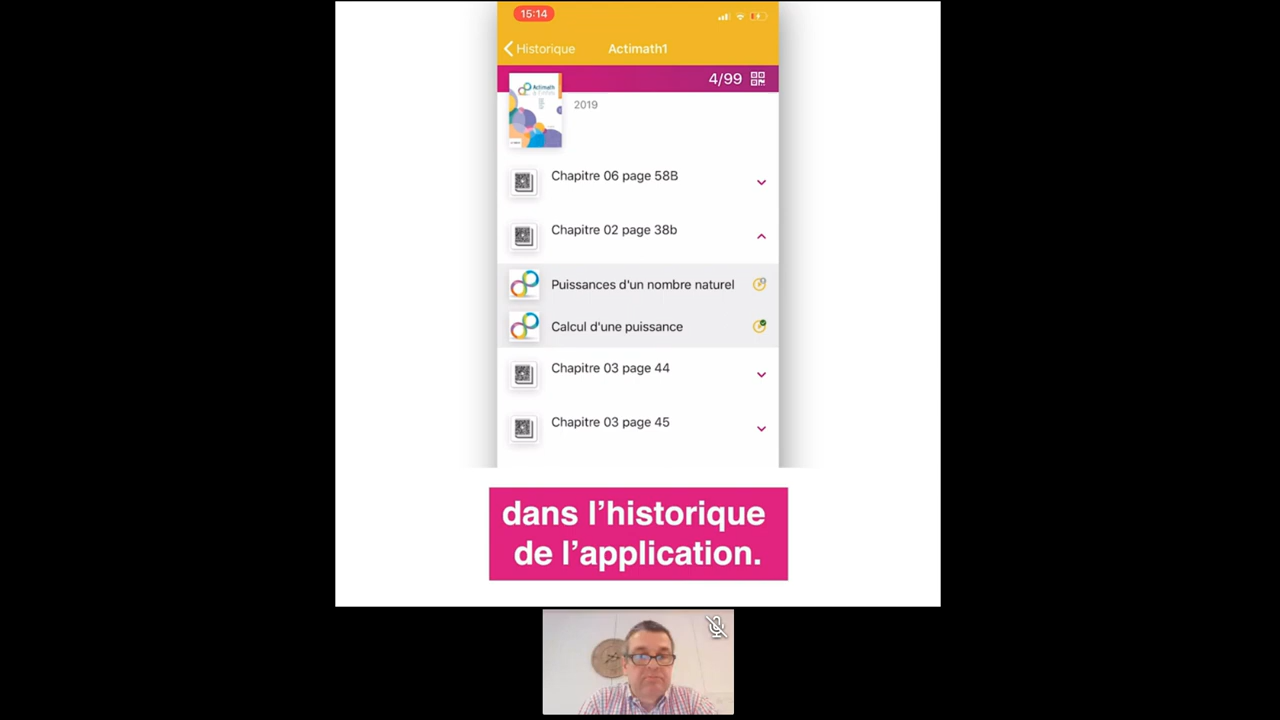 15:14
Historique
Actimath1
4/99
Actimath
2019
Chapitre 06 page 58B
Chapitre 02 page 38b
Puissances d'un nombre naturel
Calcul d'une puissance
Chapitre 03 page 44
Chapitre 03 page 45
dans l’historique
de l’application.